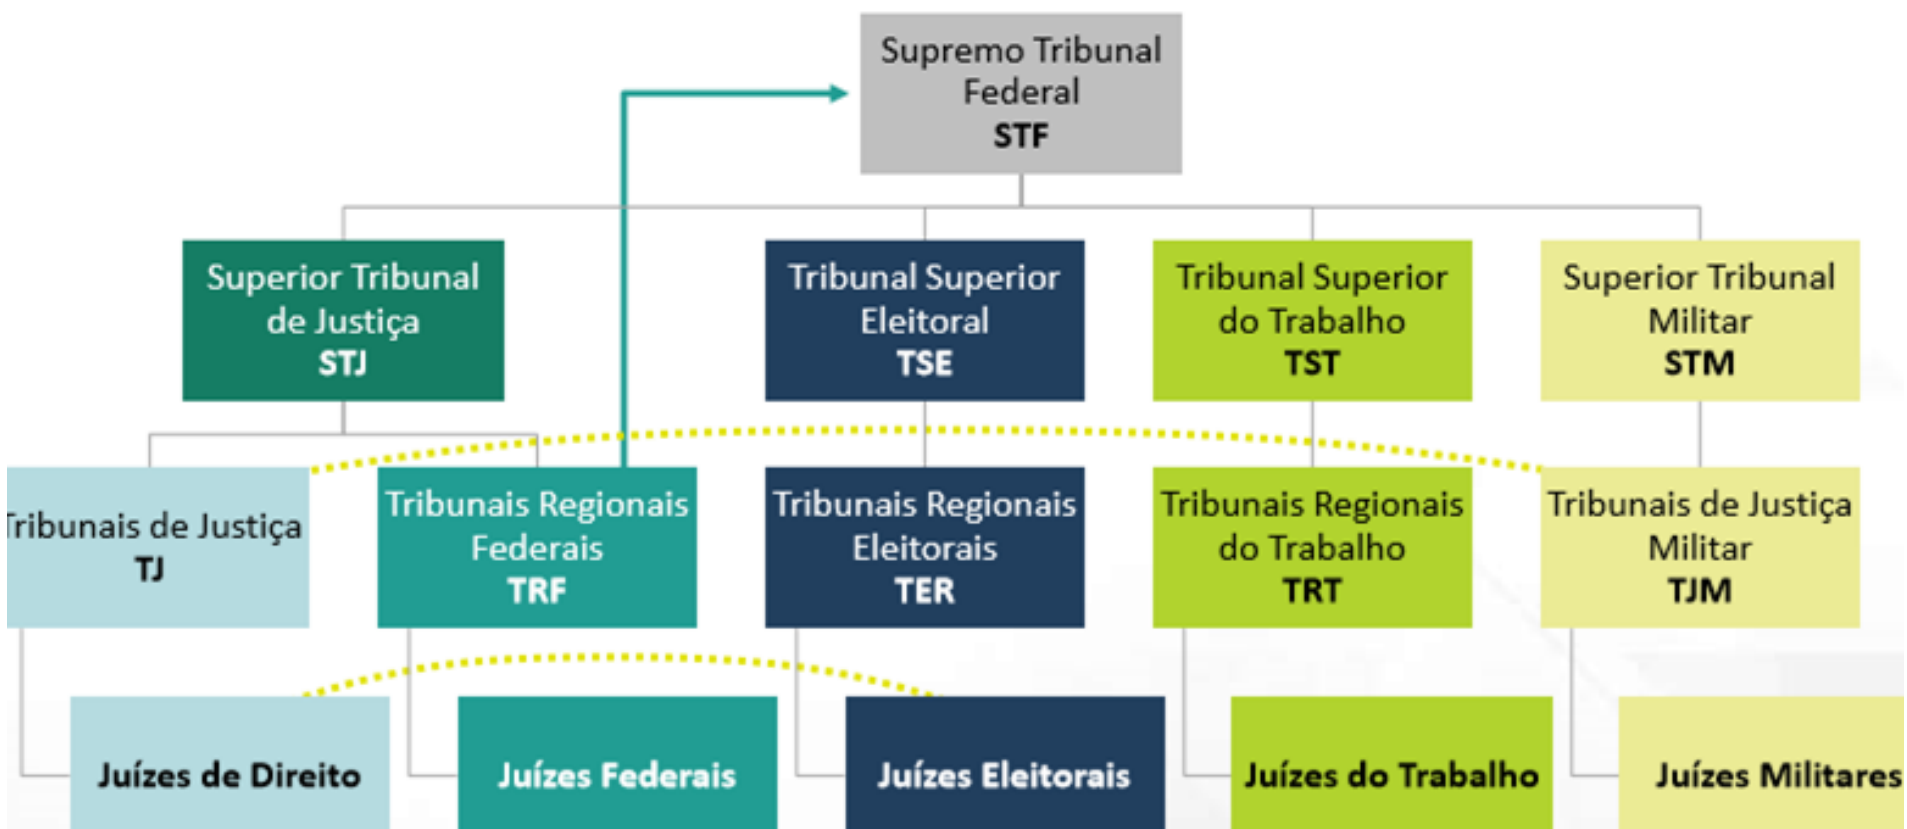 Supremo Tribunal
Federal
STF
Superior Tribunal
de Justiça
STJ
Tribunal Superior
Eleitoral
TSE
Tribunal Superior
do Trabalho
TST
Superior Tribunal
Militar
STM
Tribunais de Justiça
TJ
Tribunais Regionais
Federais
TRF
Tribunais Regionais
Eleitorais
TER
Tribunais Regionais
do Trabalho
TRT
Tribunais de Justiça
Militar
TJM
Juízes de Direito
Juízes Federais
Juízes Eleitorais
Juízes do Trabalho
Juízes Militares